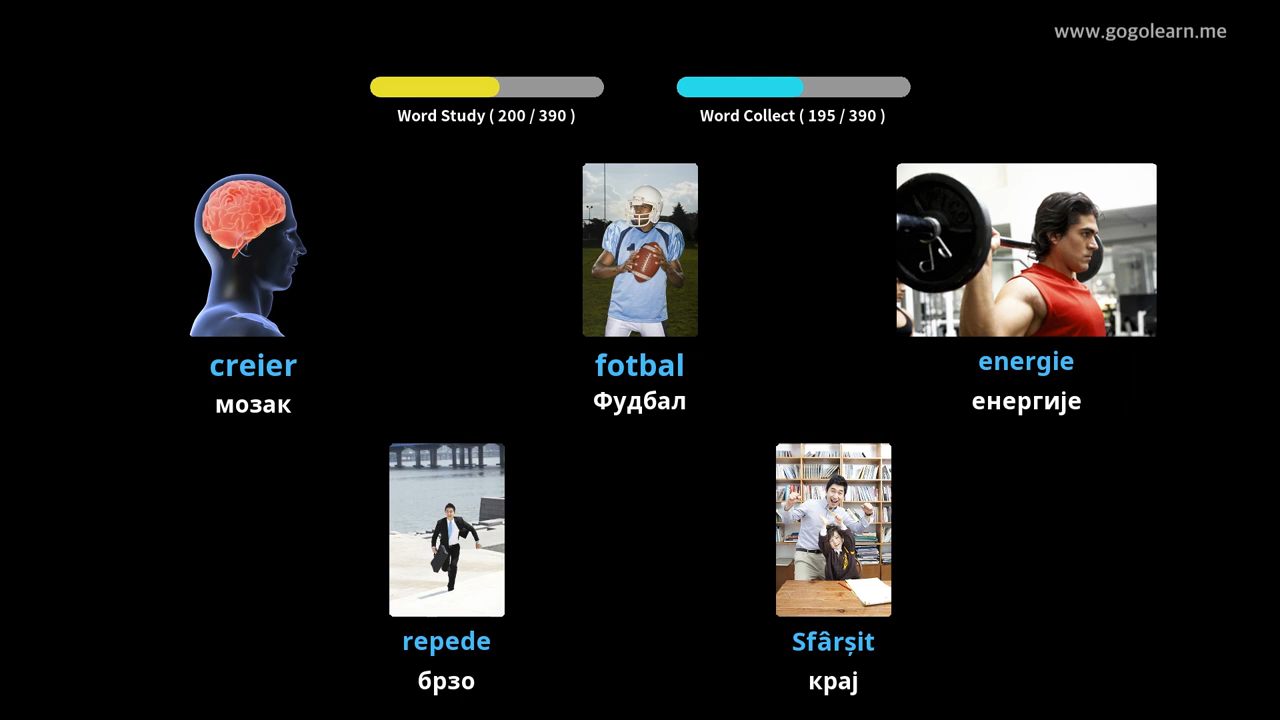 www.gogolearn.me
Word Study ( 200 / 390 )
Word Collect ( 195 / 390 )
creier
мозак
fotbal
Фудбал
energie
енергије
repede
брзо
Sfârșit
крај